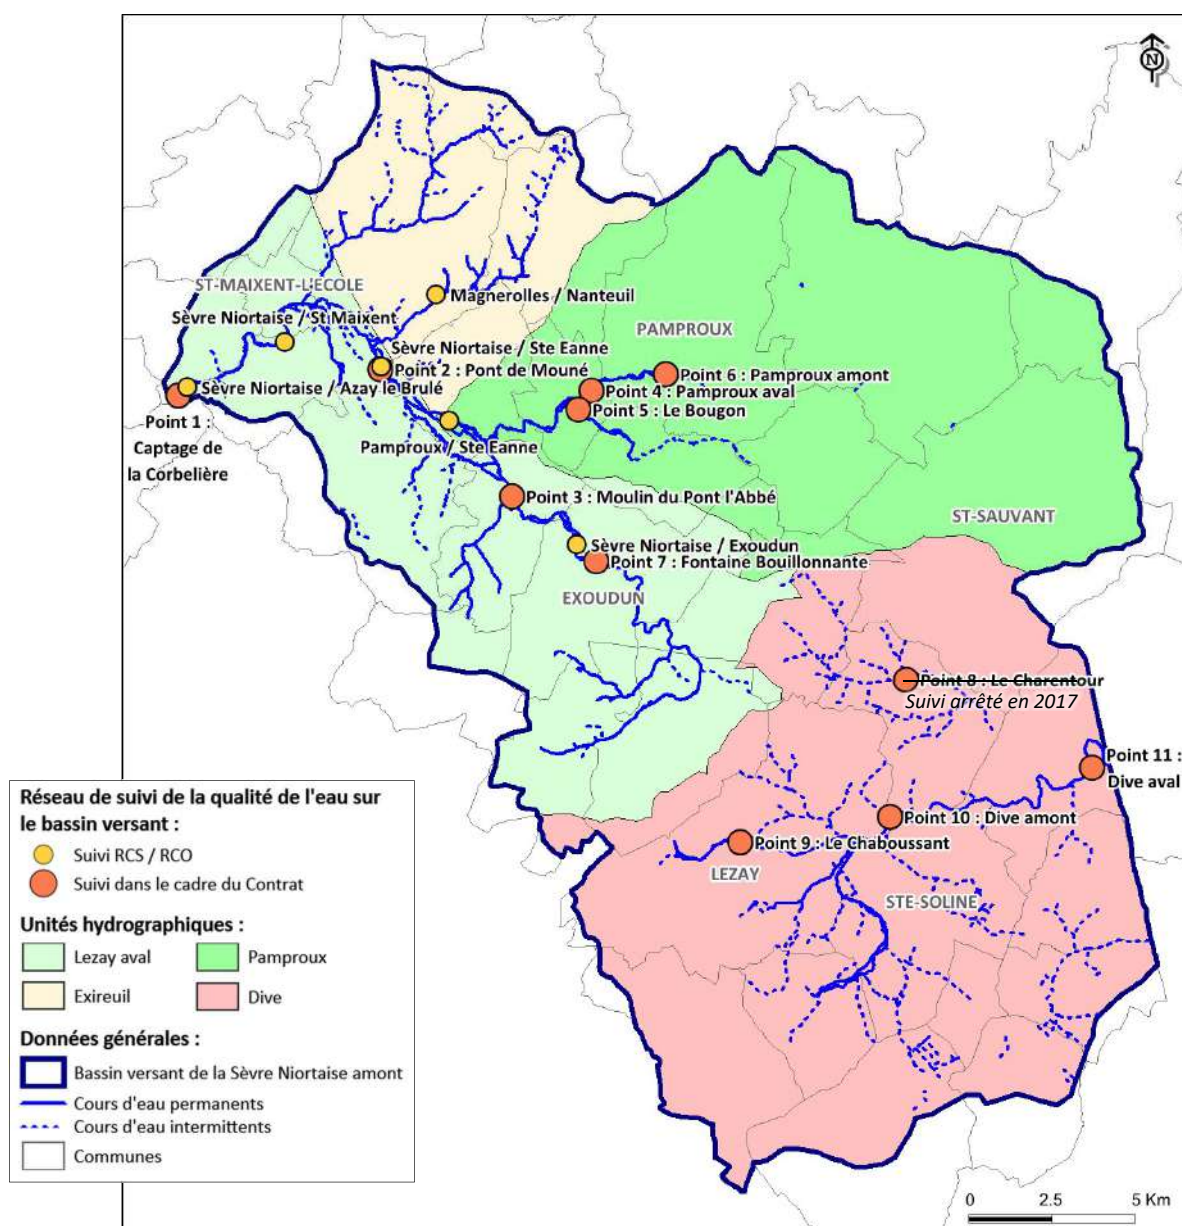 N
ST-MAIXENT-L'ECOLE
Sèvre Niortaise / St Maixent
Magnerolles / Nanteuil
PAMPROUX
Sèvre Niortaise / Ste Eanne
Point 2 : Pont de Mouné
Point 6 : Pamproux amont
Sèvre Niortaise / Azay le Brulé
Point 4 : Pamproux aval
Point 5 : Le Bougon
Point 1 :
Captage de
la Corbelière
Pamproux / Ste Eanne
Point 3 : Moulin du Pont l'Abbé
ST-SAUVANT
Sèvre Niortaise / Exoudun
Point 7 : Fontaine Bouillonnante
EXOUDUN
Point 8 : Le Charentour
Suivi arrêté en 2017
Point 11 :
Dive aval
Point 10 : Dive amont
Point 9 : Le Chaboussant
LEZAY
STE-SOLINE
Réseau de suivi de la qualité de l'eau sur
le bassin versant :
Suivi RCS / RCO
Suivi dans le cadre du Contrat
Unités hydrographiques :
Lezay aval
Pamproux
Exireuil
Dive
Données générales :
Bassin versant de la Sèvre Niortaise amont
Cours d'eau permanents
Cours d'eau intermittents
Communes
0 2.5 5 Km